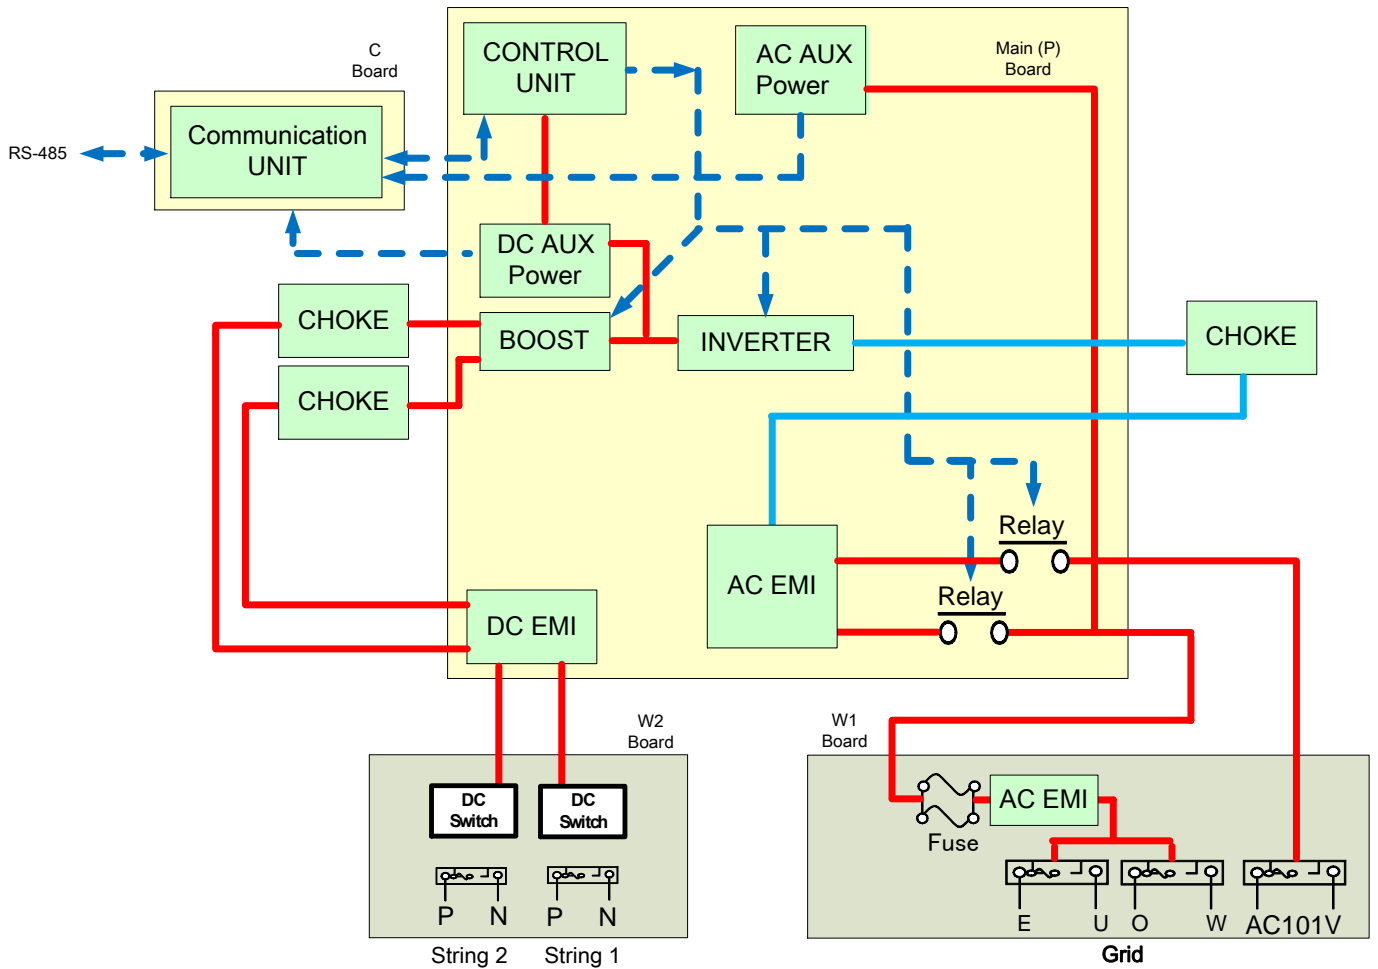 C
Board
CONTROL
UNIT
AC AUX
Power
Main (P)
Board
RS-485
Communication
UNIT
DC AUX
Power
CHOKE
BOOST
INVERTER
CHOKE
CHOKE
Relay
AC EMI
Relay
DC EMI
W2
Board
W1
Board
DC
Switch
DC
Switch
AC EMI
Fuse
P N
P N
E U
O W
AC101V
String 2
String 1
Grid